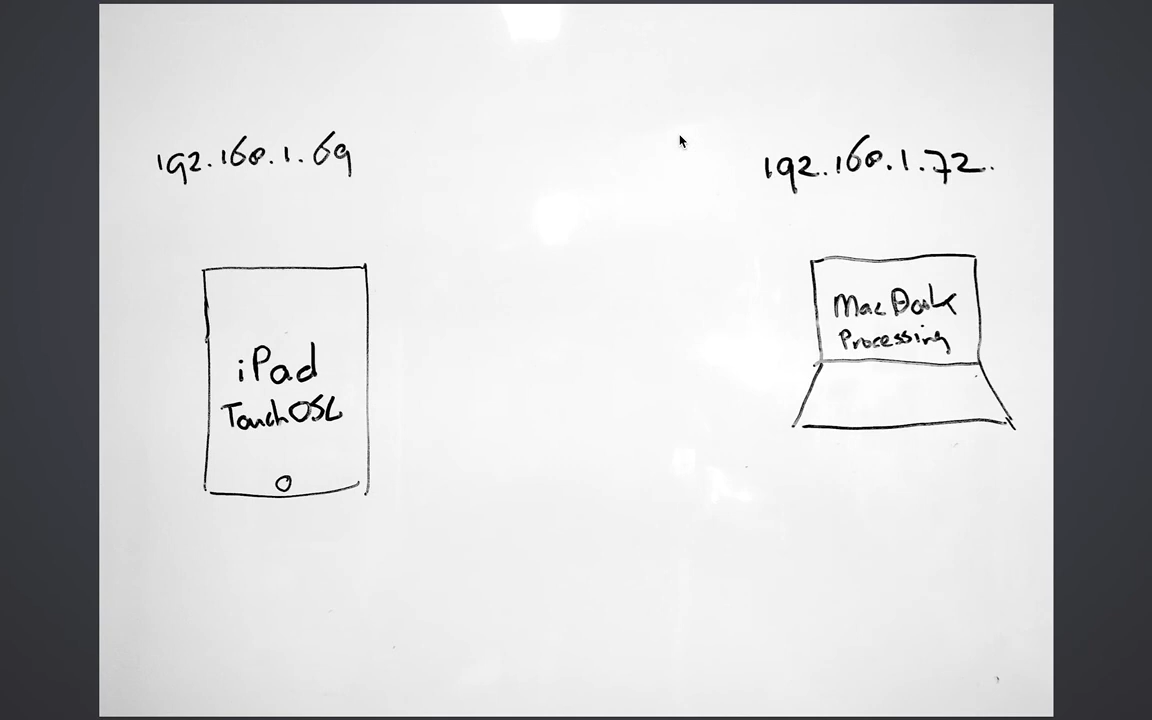 192.168.1.69
192.168.1.72.
iPad
TouchOSC
MacBook
Processing